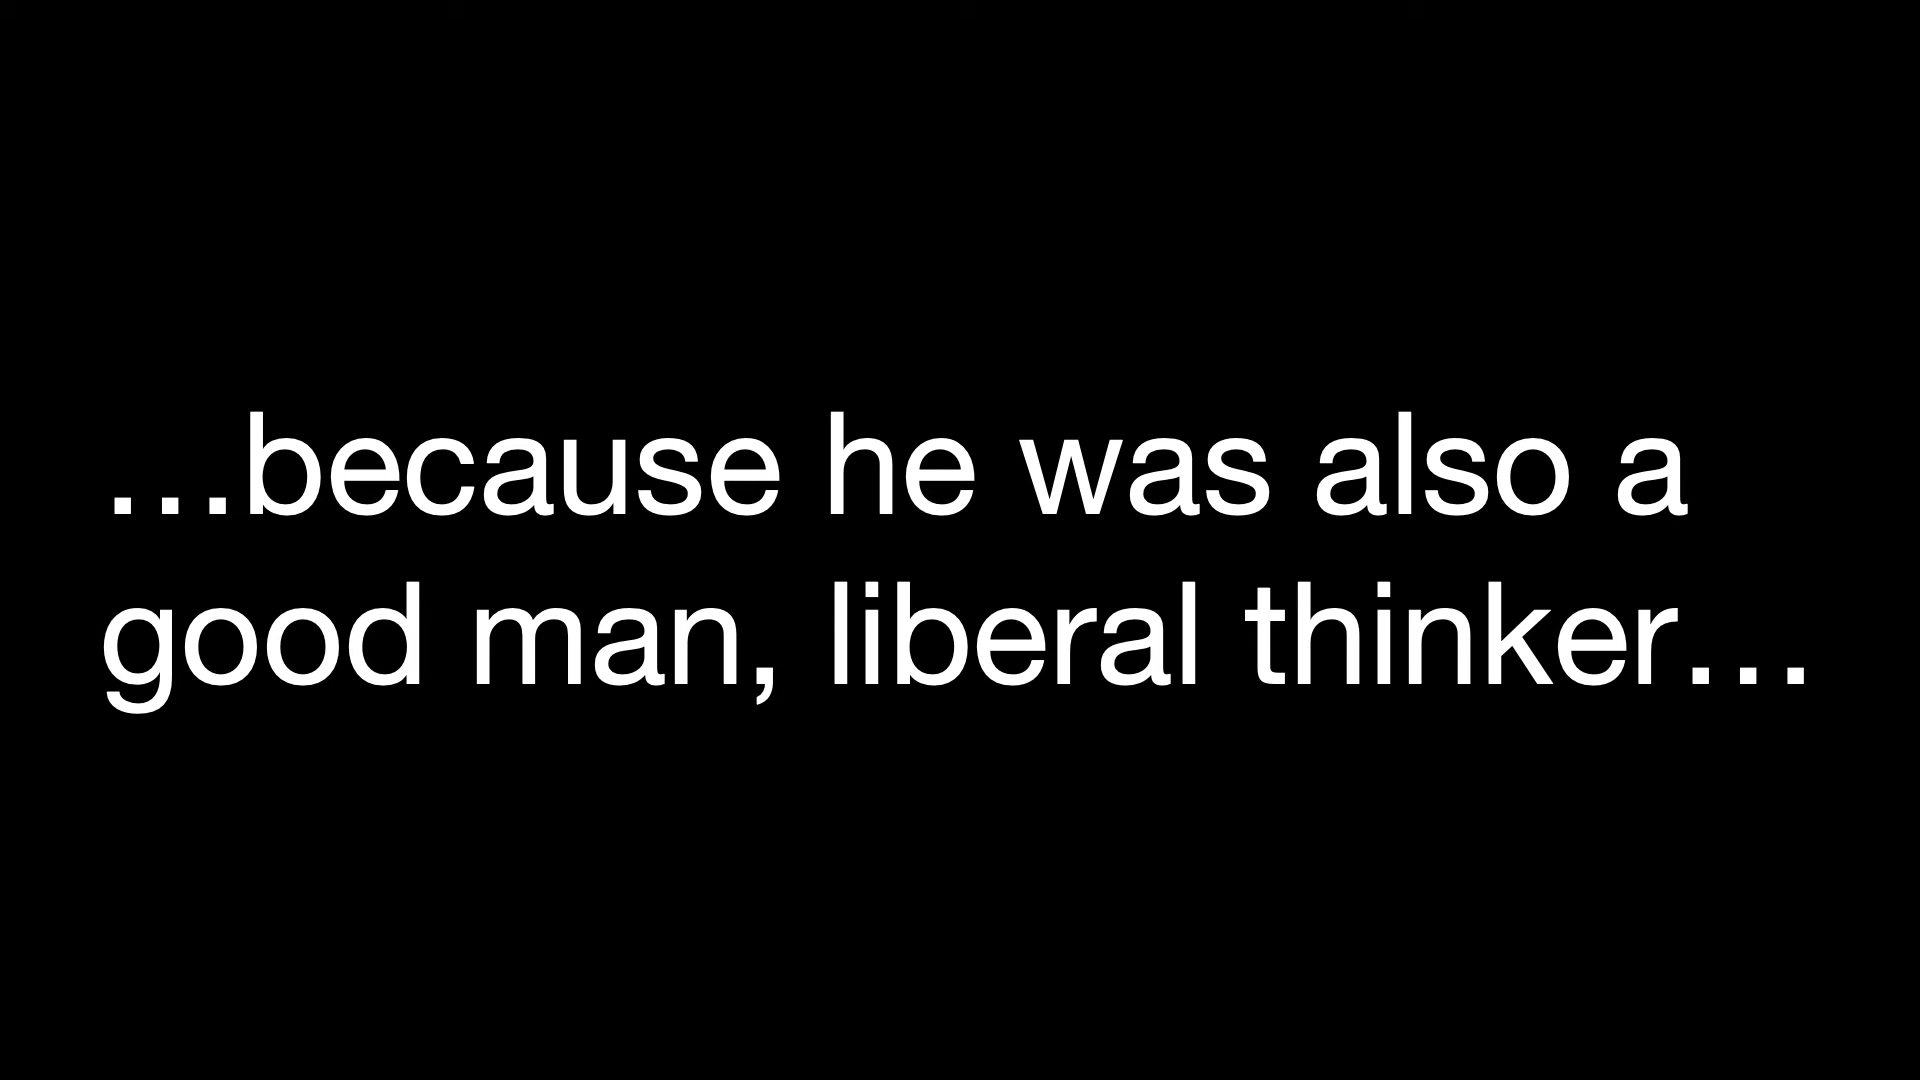 …because he was also a
good man, liberal thinker…